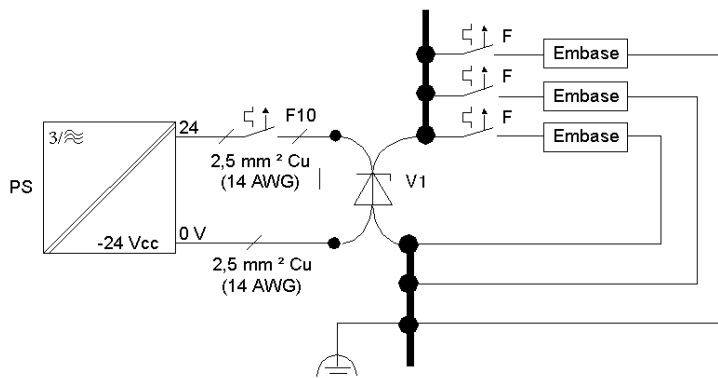 F
Embase
F
Embase
F
Embase
24
F10
3/
2,5 mm ² Cu
(14 AWG)
PS
V1
-24 Vcc
0 V
2,5 mm ² Cu
(14 AWG)